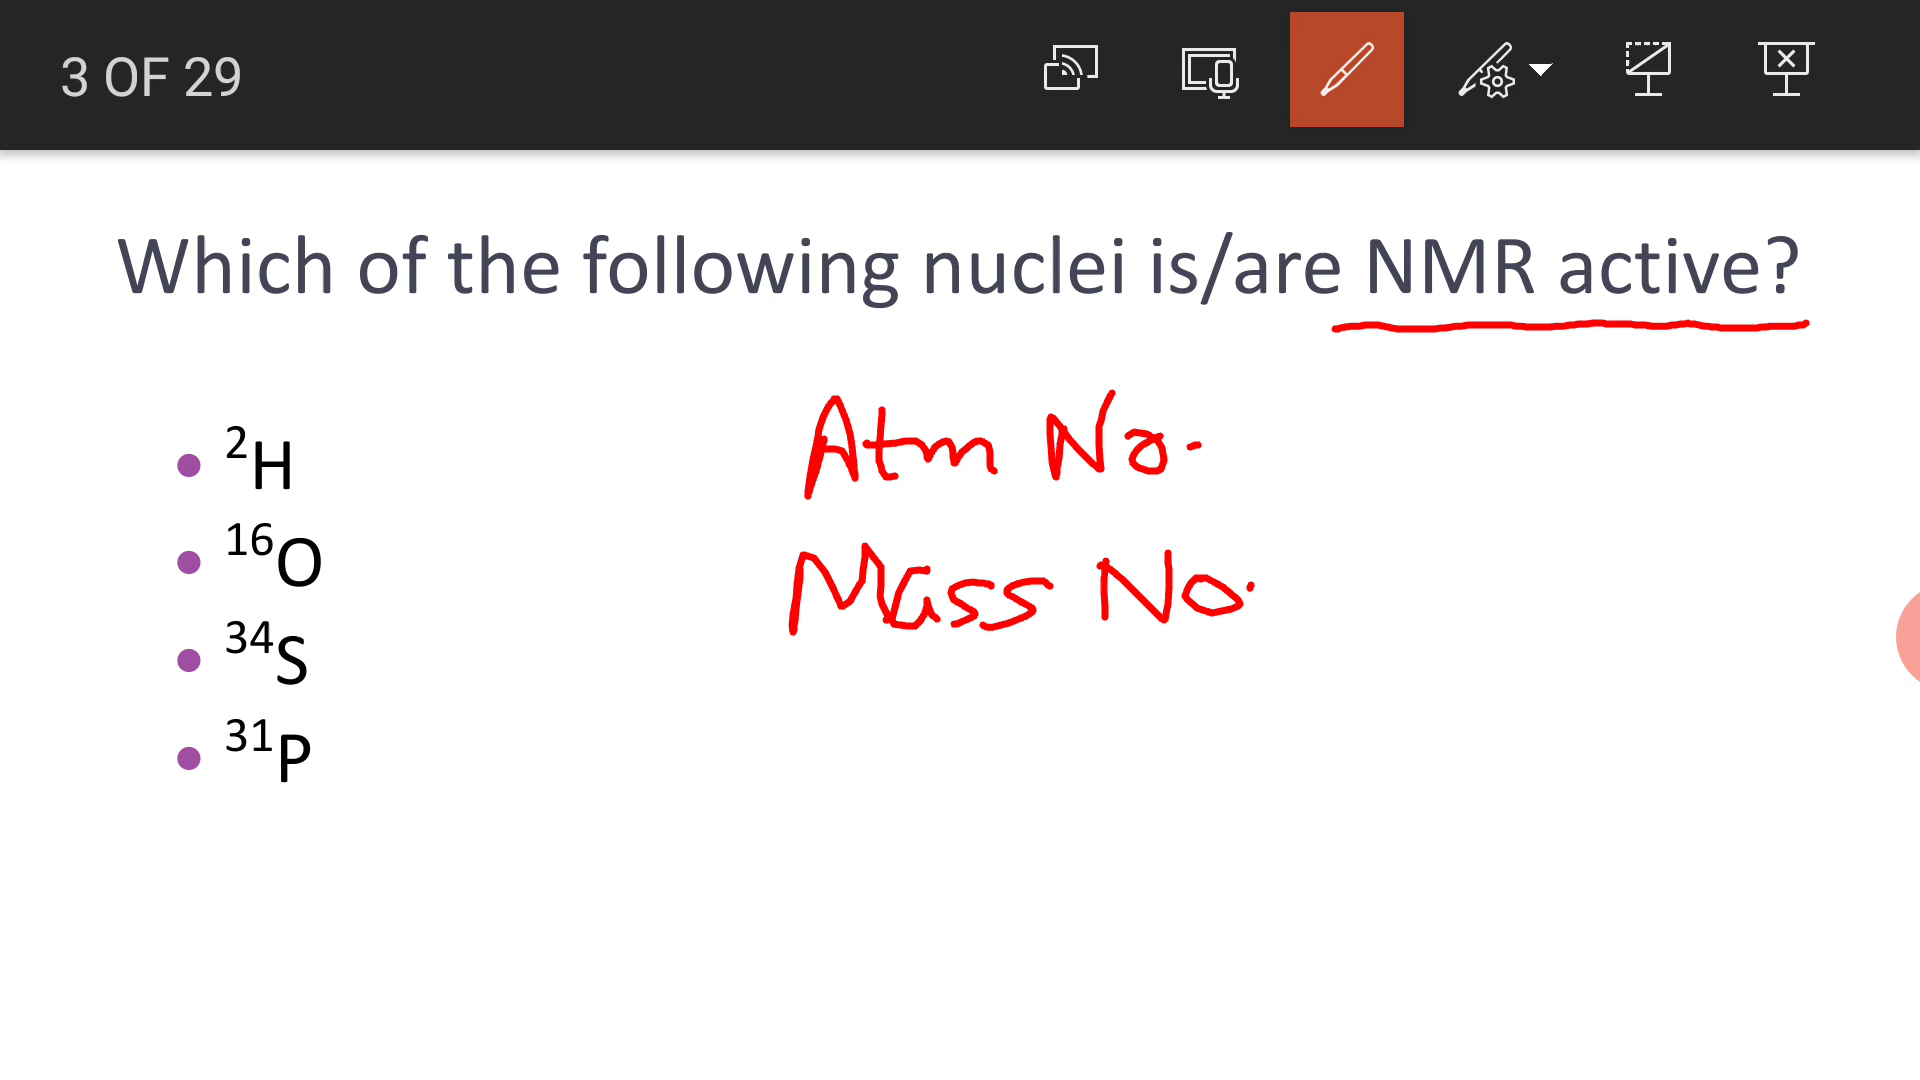 3 OF 29
Which of the following nuclei is/are NMR active?
Atm No.
²H
¹⁶O
Mass No.
³⁴S
³¹P